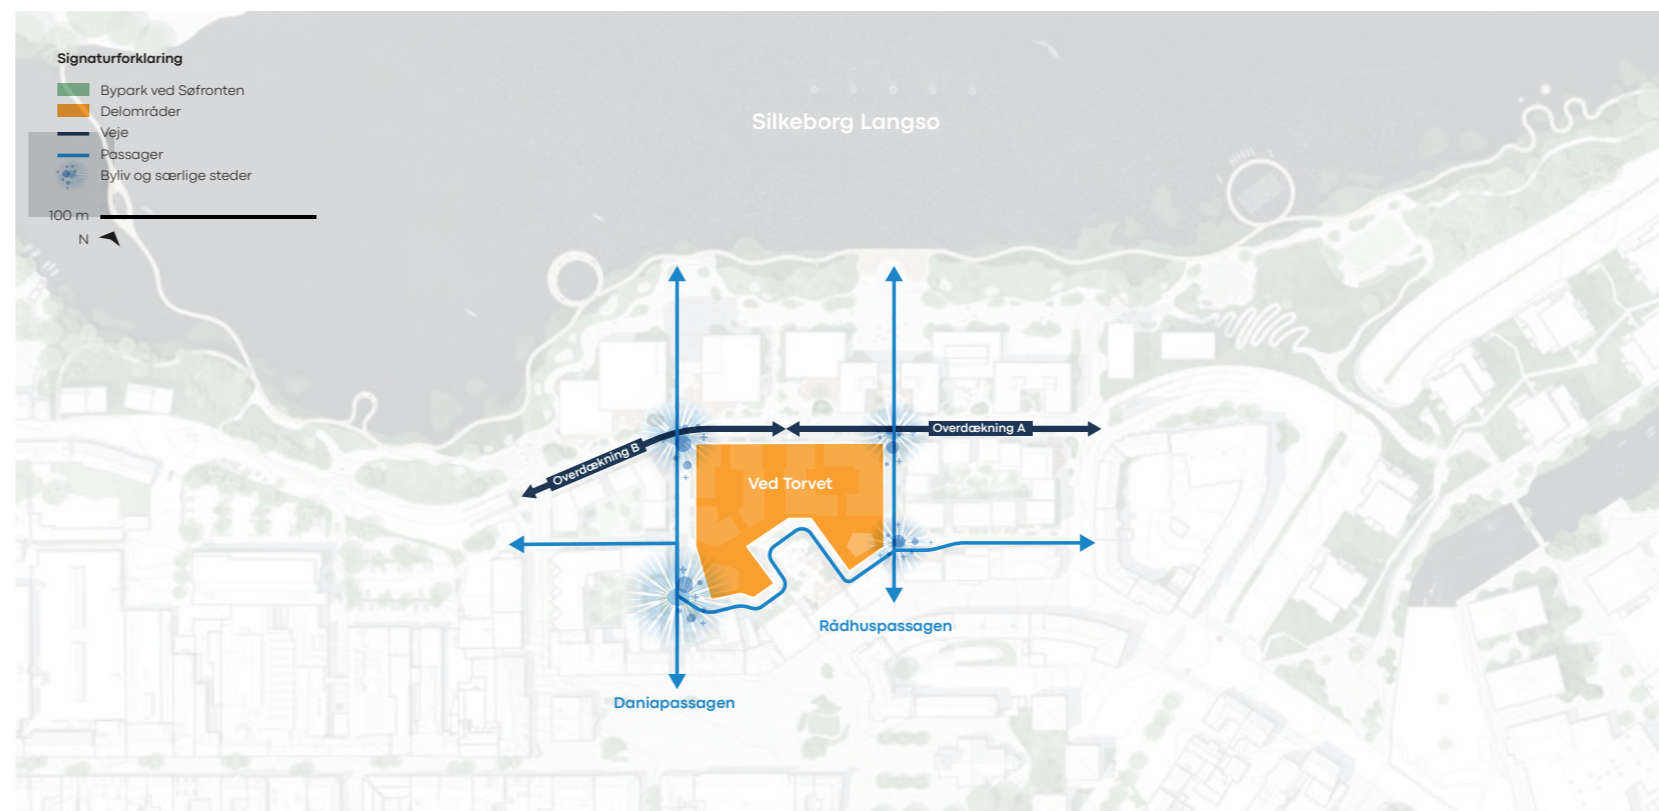 Signaturforklaring
Bypark ved Søfronten
Delområder
Veje
Passager
Byliv og særlige steder
100 m
N
Silkeborg Langsø
Overdækning A
Overdækning B
Ved Torvet
Rådhuspassagen
Daniapassagen